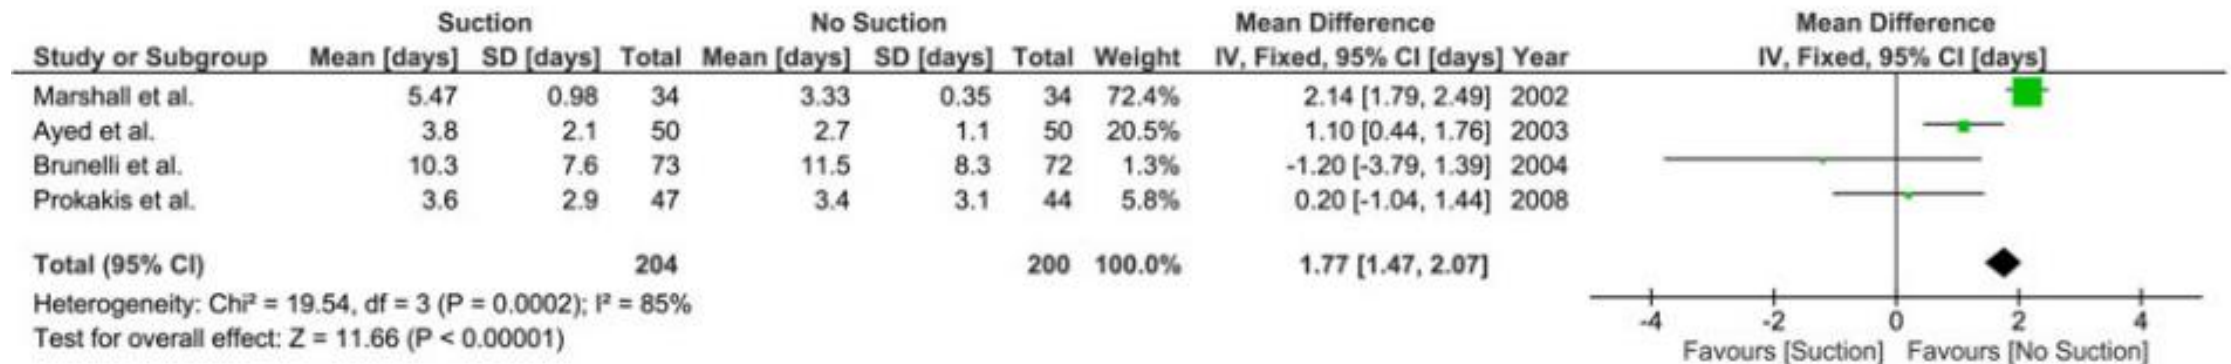 Suction No Suction Mean Difference Mean Difference
Study or Subgroup Mean [days] SD [days] Total Mean [days] SD [days] Total Weight IV, Fixed, 95% CI [days] Year IV, Fixed, 95% CI [days]
Marshall et al. 5.47 0.98 34 3.33 0.35 34 72.4% 2.14 [1.79, 2.49] 2002
Ayed et al. 3.8 2.1 50 2.7 1.1 50 20.5% 1.10 [0.44, 1.76] 2003
Brunelli et al. 10.3 7.6 73 11.5 8.3 72 1.3% -1.20 [-3.79, 1.39] 2004
Prokakis et al. 3.6 2.9 47 3.4 3.1 44 5.8% 0.20 [-1.04, 1.44] 2008
Total (95% CI) 204 200 100.0% 1.77 [1.47, 2.07]
Heterogeneity: Chi² = 19.54, df = 3 (P = 0.0002); I² = 85%
Test for overall effect: Z = 11.66 (P < 0.00001)
-4 -2 0 2 4
Favours [Suction] Favours [No Suction]